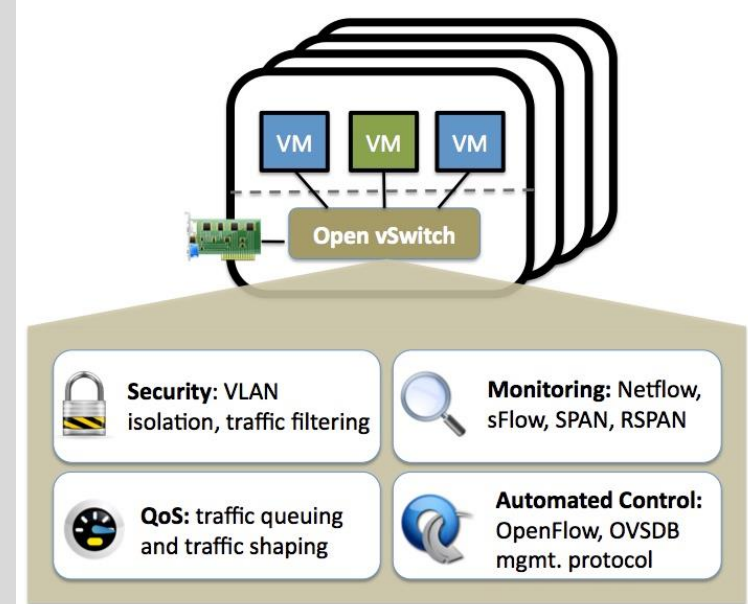 VM VM VM
Open vSwitch
Security: VLAN
isolation, traffic filtering
Monitoring: Netflow,
sFlow, SPAN, RSPAN
QoS: traffic queuing
and traffic shaping
Automated Control:
OpenFlow, OVSDB
mgmt. protocol